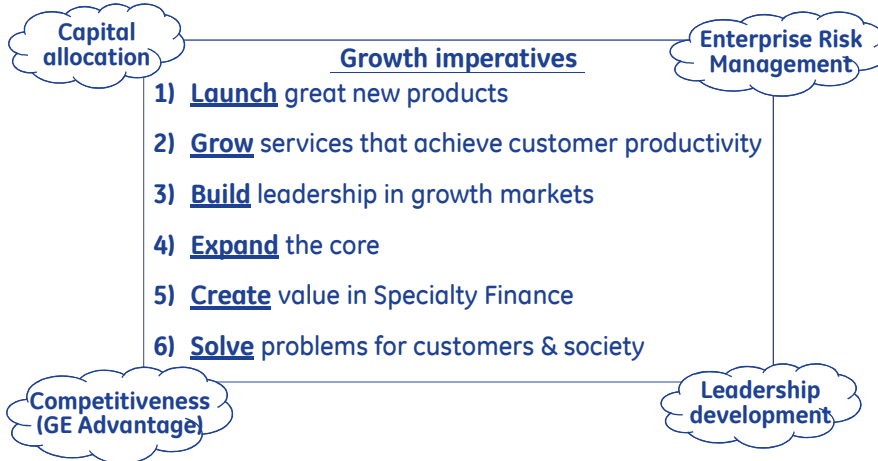 Capital
allocation
Enterprise Risk
Management
Growth imperatives
1) Launch great new products
2) Grow services that achieve customer productivity
3) Build leadership in growth markets
4) Expand the core
5) Create value in Specialty Finance
6) Solve problems for customers & society
Competitiveness
(GE Advantage)
Leadership
development